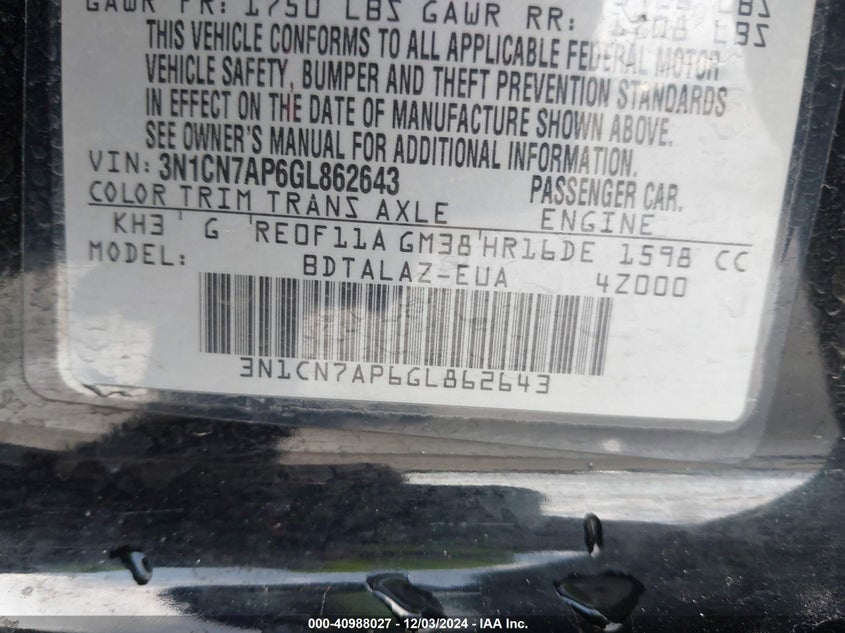 GAWR FR: 1750 LBS GAWR RR: LBS
THIS VEHICLE CONFORMS TO ALL APPLICABLE FEDERAL MOTOR
VEHICLE SAFETY, BUMPER AND THEFT PREVENTION STANDARDS
IN EFFECT ON THE DATE OF MANUFACTURE SHOWN ABOVE.
SEE OWNER'S MANUAL FOR ADDITIONAL INFORMATION.
VIN: 3N1CN7AP6GL862643 PASSENGER CAR.
COLOR TRIM TRANS AXLE ENGINE
KH3 G RE0F11A GM38 HR16DE 1598 CC
MODEL: BDTALAZ-EUA 4Z000
3N1CN7AP6GL862643
000-40988027 - 12/03/2024 - IAA Inc.